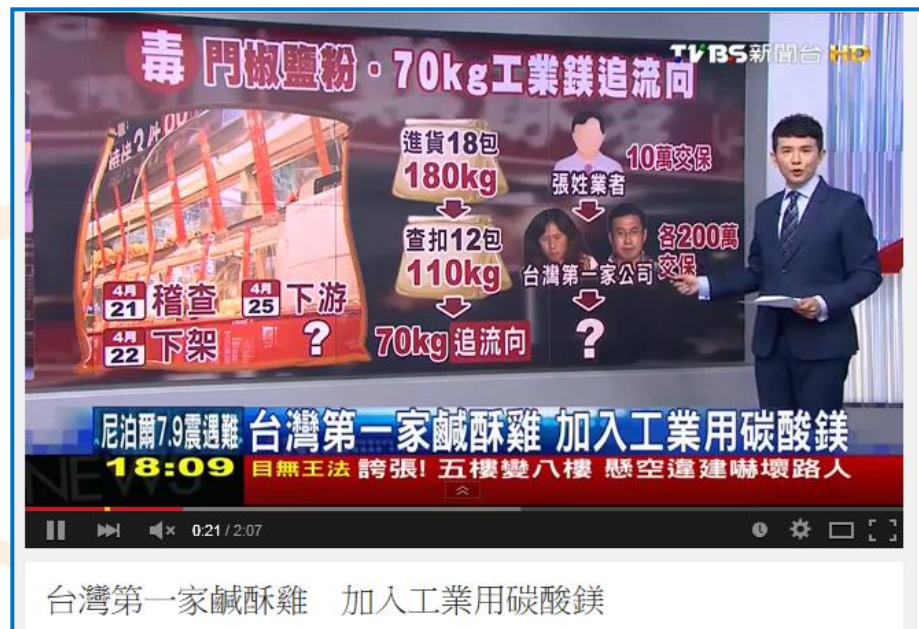 毒 門椒鹽粉・70kg工業鎂追流向
TVBS新聞台 HD
進貨18包
180kg
查扣12包
110kg
70kg 追流向
10萬交保
張姓業者
各200萬
交保
台灣第一家公司
?
4月
21 稽查
4月
25 下游
4月
22 下架
?
尼泊爾7.9震遇難 台灣第一家鹹酥雞 加入工業用碳酸鎂
18:09 目無王法 誇張! 五樓變八樓 懸空違建嚇壞路人
0:21 / 2:07
台灣第一家鹹酥雞 加入工業用碳酸鎂